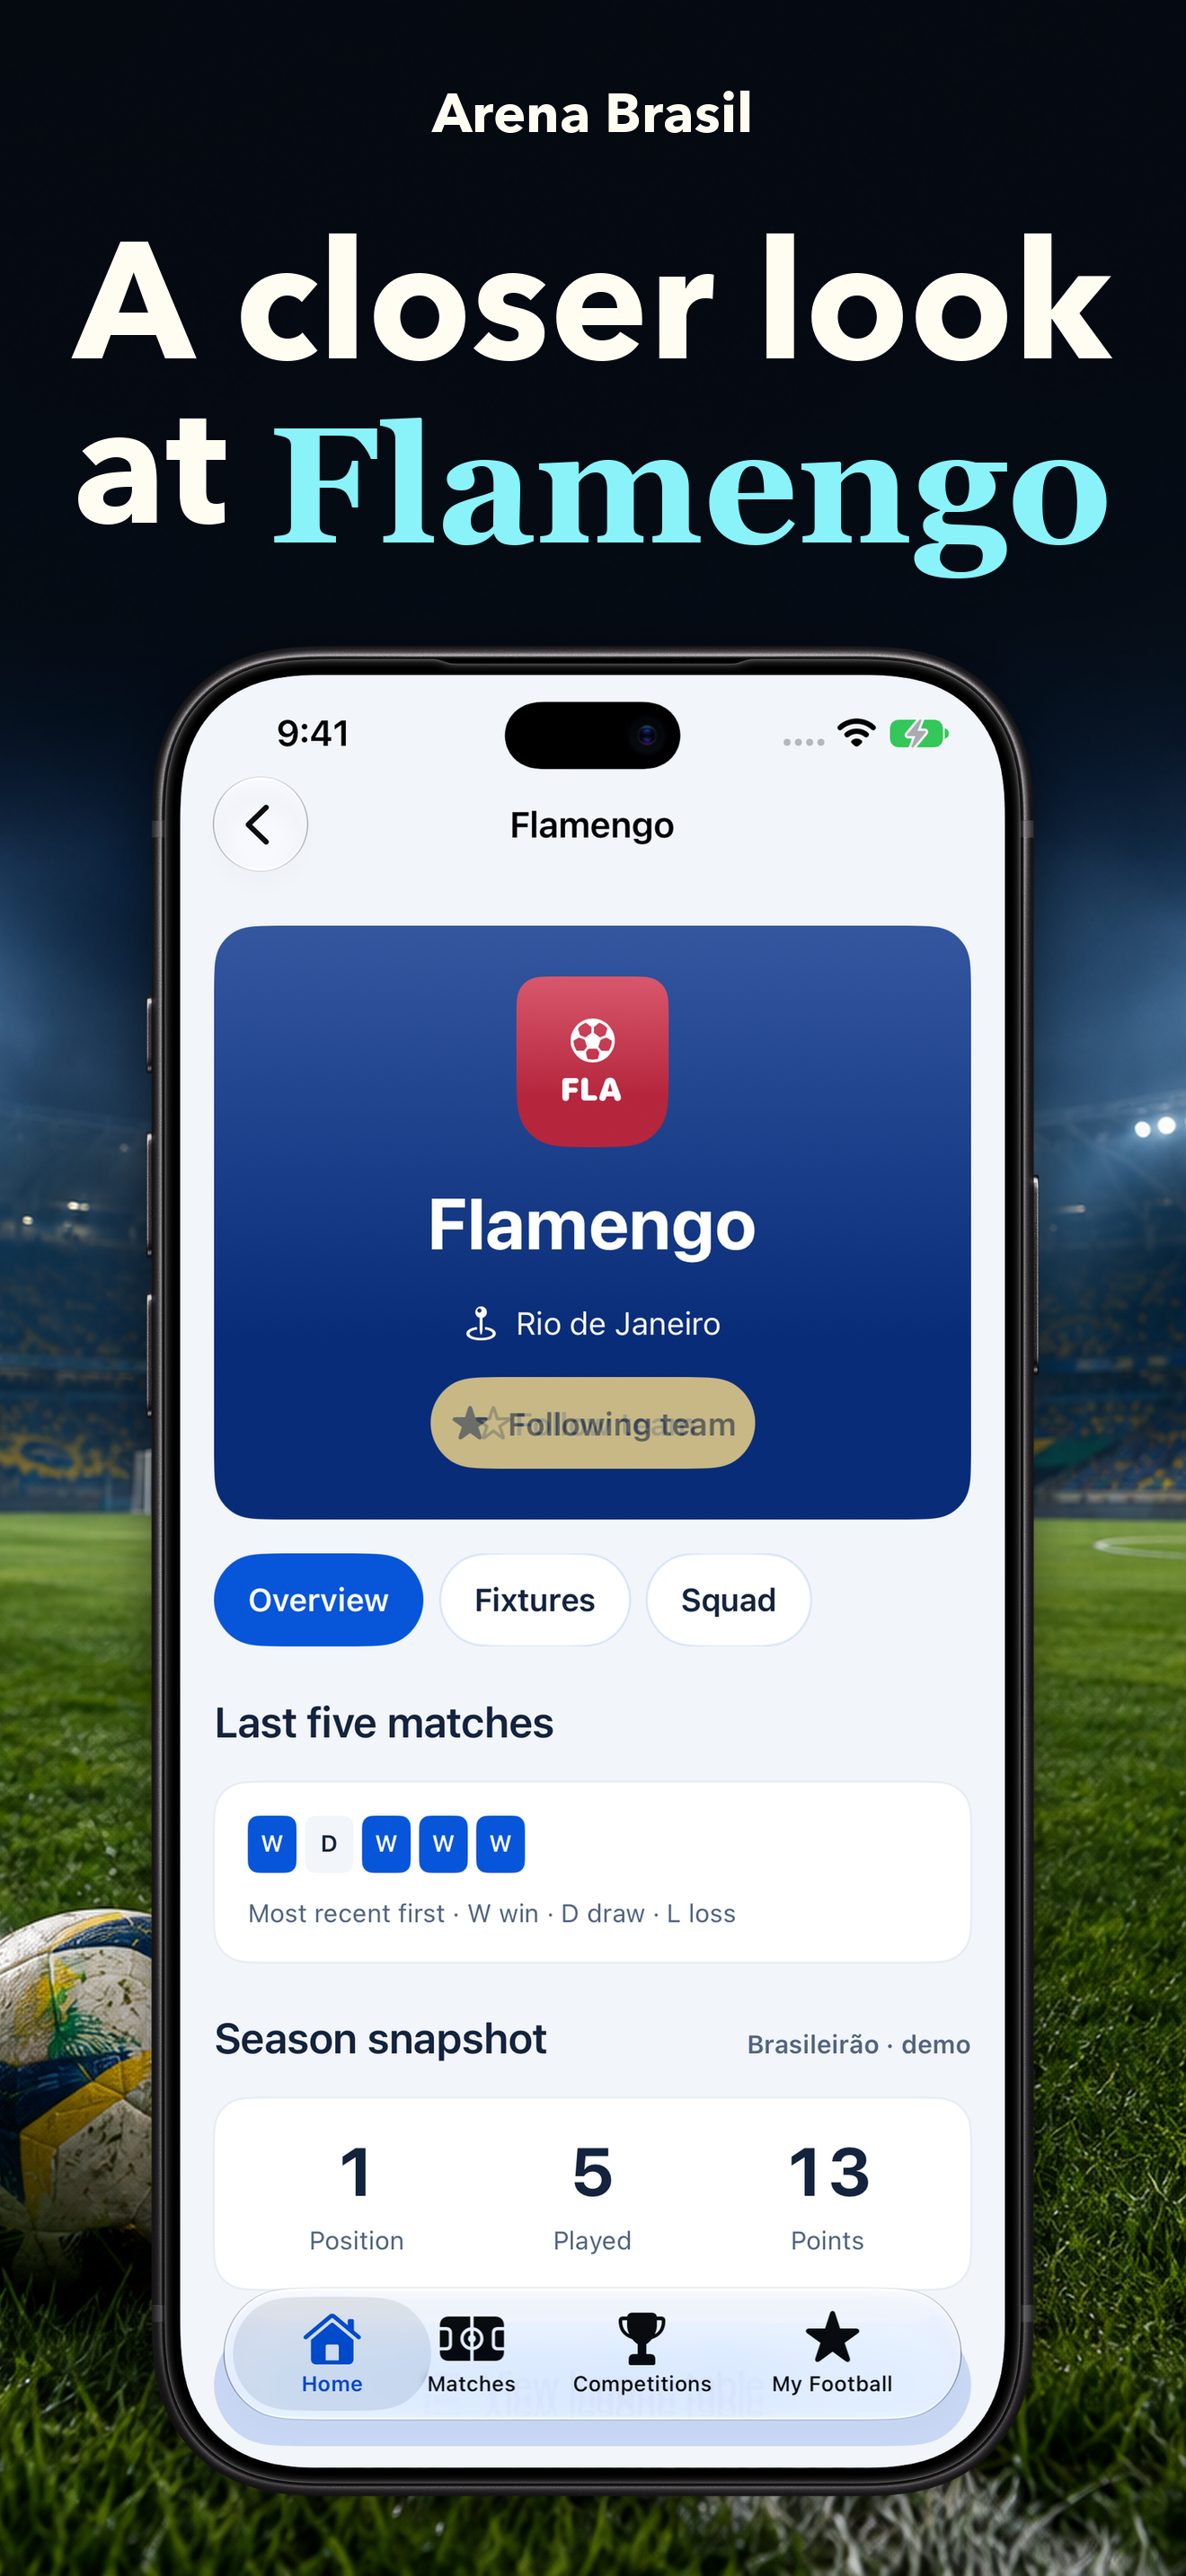 Arena Brasil
A closer look
at Flamengo
9:41
Flamengo
FLA
Flamengo
Rio de Janeiro
Following team
Overview
Fixtures
Squad
Last five matches
W D W W W
Most recent first · W win · D draw · L loss
Season snapshot
Brasileirão · demo
1
5
13
Position
Played
Points
Home
Matches
Competitions
My Football